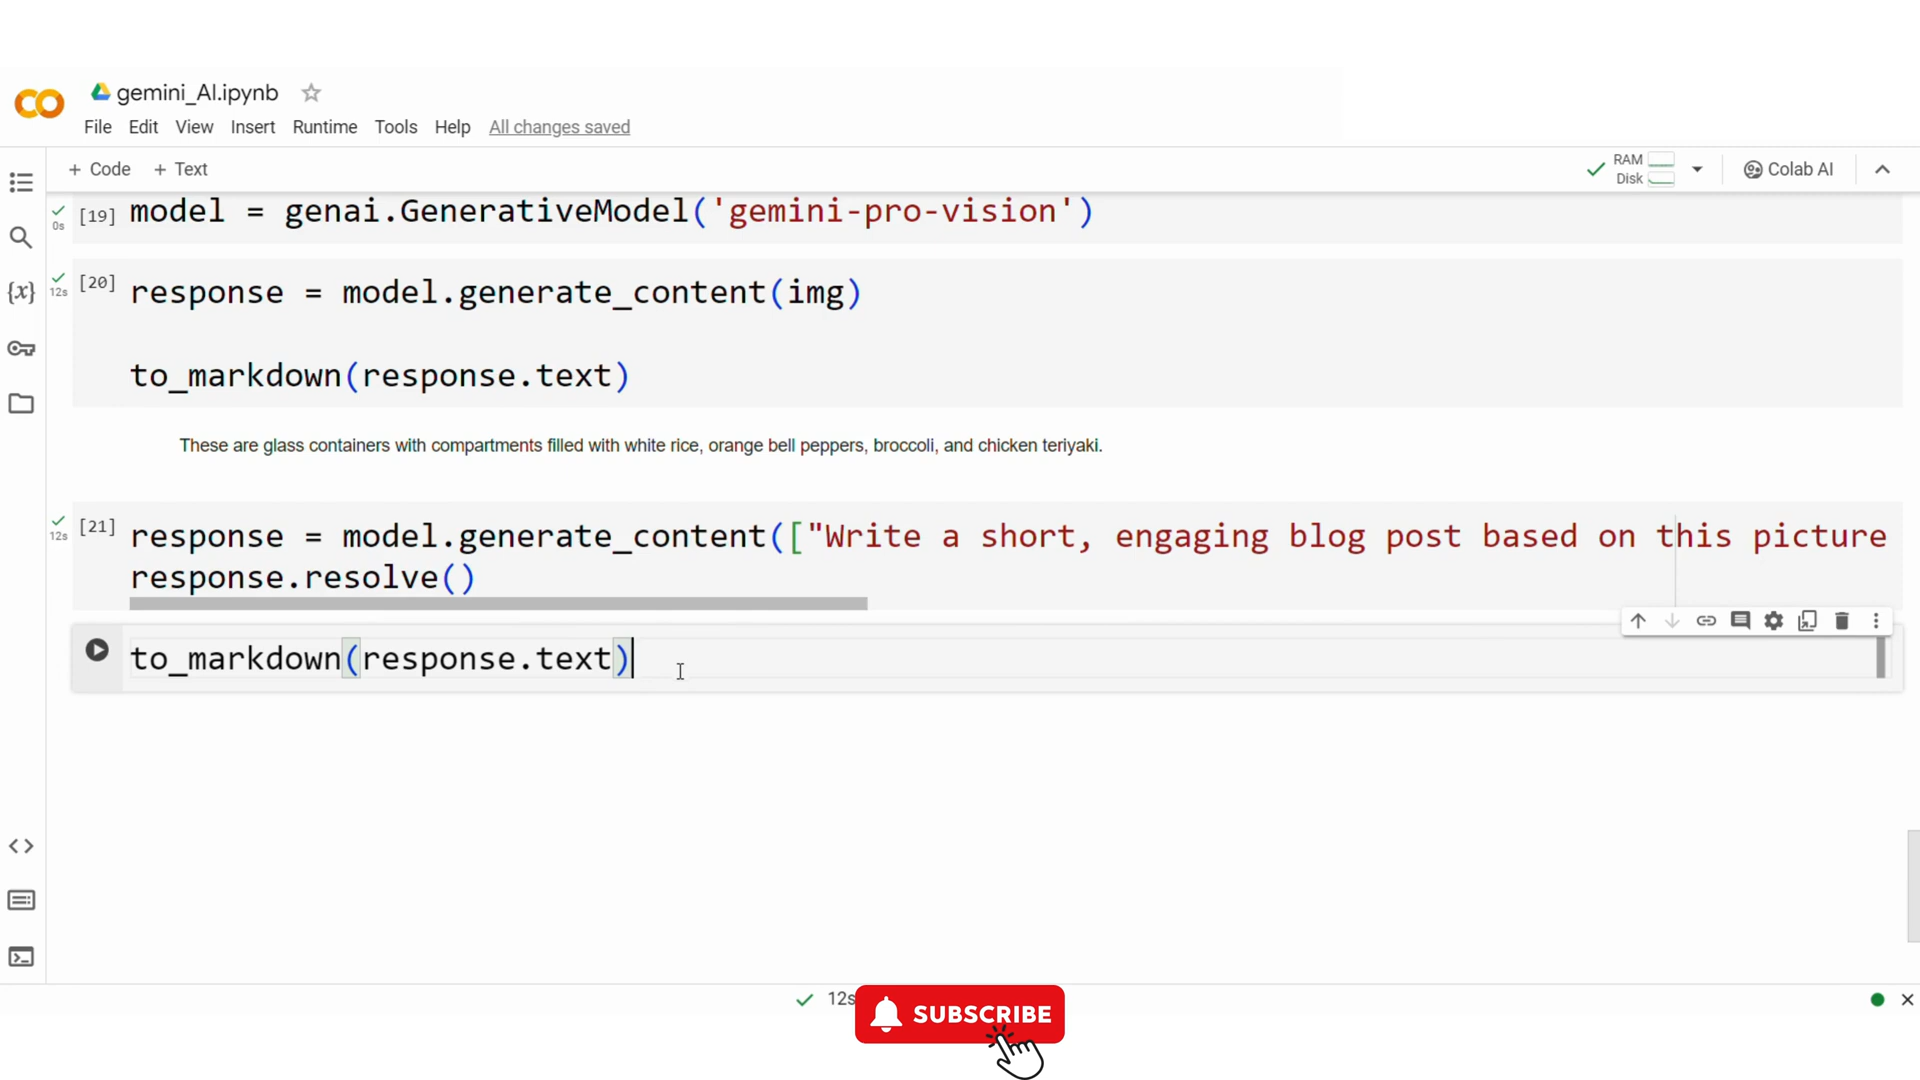 gemini_AI.ipynb
File Edit View Insert Runtime Tools Help All changes saved
+ Code + Text
RAM
Disk
Colab AI
[19] model = genai.GenerativeModel('gemini-pro-vision')
0s
[20] response = model.generate_content(img)
12s
to_markdown(response.text)
These are glass containers with compartments filled with white rice, orange bell peppers, broccoli, and chicken teriyaki.
[21] response = model.generate_content(["Write a short, engaging blog post based on this picture
12s
response.resolve()
to_markdown(response.text)
12s
SUBSCRIBE